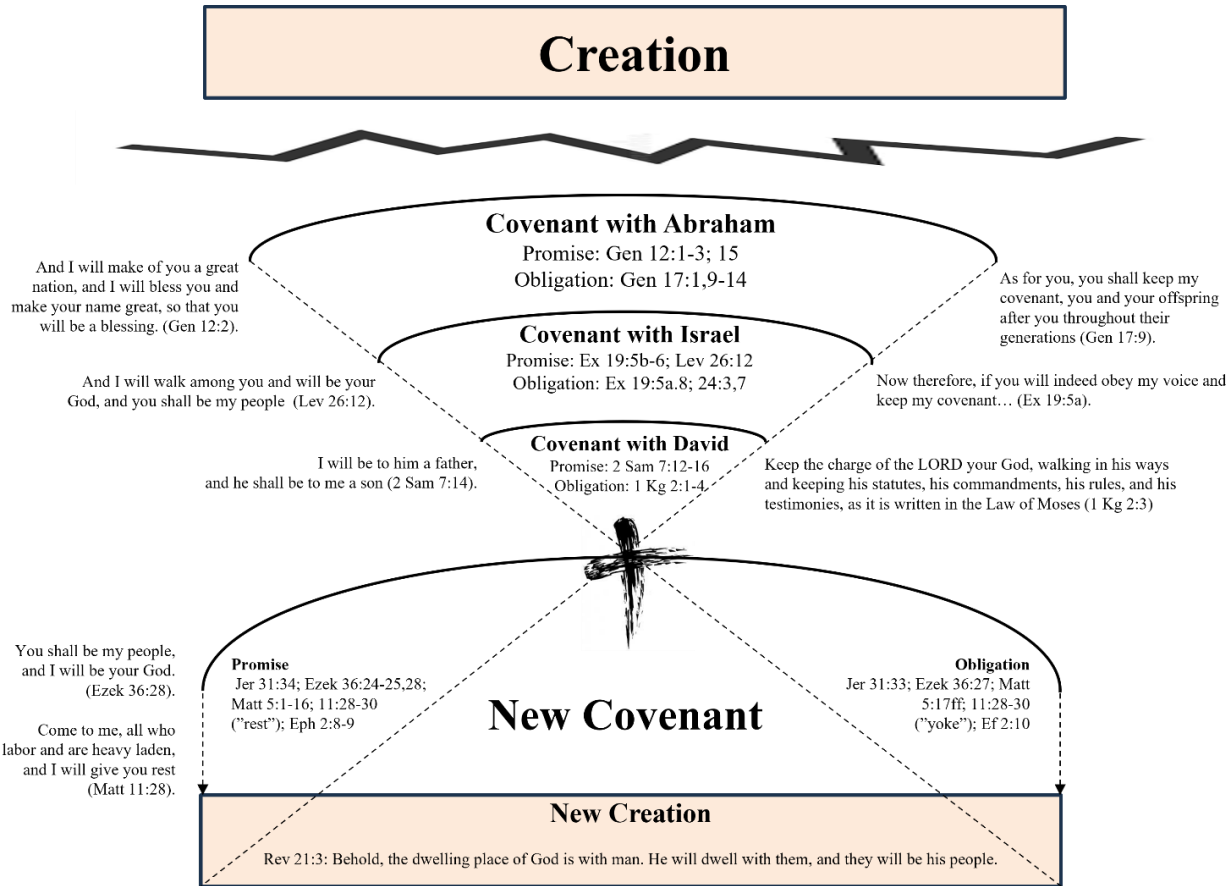 Creation
Covenant with Abraham
Promise: Gen 12:1-3; 15
Obligation: Gen 17:1,9-14
And I will make of you a great
nation, and I will bless you and
make your name great, so that you
will be a blessing. (Gen 12:2).
As for you, you shall keep my
covenant, you and your offspring
after you throughout their
generations (Gen 17:9).
Covenant with Israel
Promise: Ex 19:5b-6; Lev 26:12
Obligation: Ex 19:5a.8; 24:3,7
And I will walk among you and will be your
God, and you shall be my people (Lev 26:12).
Now therefore, if you will indeed obey my voice and
keep my covenant… (Ex 19:5a).
Covenant with David
Promise: 2 Sam 7:12-16
Obligation: 1 Kg 2:1-4
I will be to him a father,
and he shall be to me a son (2 Sam 7:14).
Keep the charge of the LORD your God, walking in his ways
and keeping his statutes, his commandments, his rules, and his
testimonies, as it is written in the Law of Moses (1 Kg 2:3)
You shall be my people,
and I will be your God.
(Ezek 36:28).
Come to me, all who
labor and are heavy laden,
and I will give you rest
(Matt 11:28).
Promise
Jer 31:34; Ezek 36:24-25,28;
Matt 5:1-16; 11:28-30
(”rest”); Eph 2:8-9
New Covenant
Obligation
Jer 31:33; Ezek 36:27; Matt
5:17ff; 11:28-30
(”yoke”); Ef 2:10
New Creation
Rev 21:3: Behold, the dwelling place of God is with man. He will dwell with them, and they will be his people.